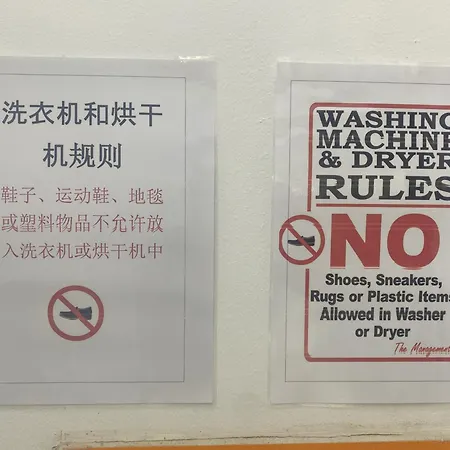 洗衣机和烘干
机规则
鞋子、运动鞋、地毯
或塑料物品不允许放
入洗衣机或烘干机中
WASHING
MACHINE
& DRYER
RULES
NO
Shoes, Sneakers,
Rugs or Plastic Items
Allowed in Washer
or Dryer
The Management